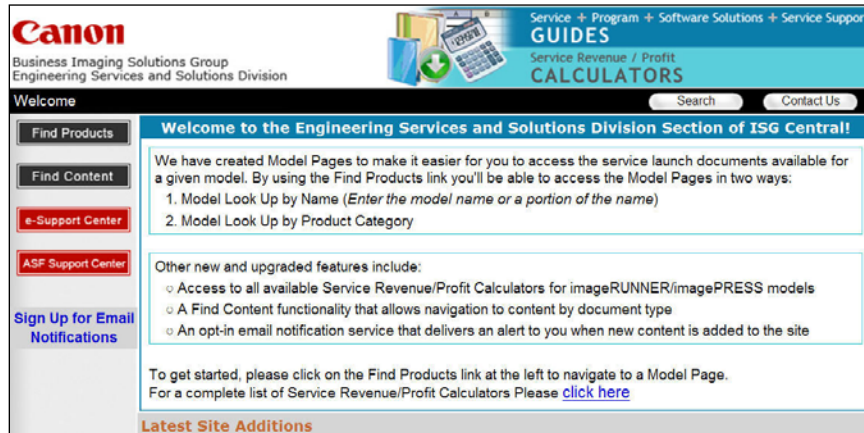 Canon
Business Imaging Solutions Group
Engineering Services and Solutions Division
Service + Program + Software Solutions + Service Suppor
GUIDES
Service Revenue / Profit
CALCULATORS
Welcome
Search
Contact Us
Find Products
Find Content
e-Support Center
ASF Support Center
Sign Up for Email
Notifications
Welcome to the Engineering Services and Solutions Division Section of ISG Central!
We have created Model Pages to make it easier for you to access the service launch documents available for
a given model. By using the Find Products link you'll be able to access the Model Pages in two ways:
1. Model Look Up by Name (Enter the model name or a portion of the name)
2. Model Look Up by Product Category
Other new and upgraded features include:
○ Access to all available Service Revenue/Profit Calculators for imageRUNNER/imagePRESS models
○ A Find Content functionality that allows navigation to content by document type
○ An opt-in email notification service that delivers an alert to you when new content is added to the site
To get started, please click on the Find Products link at the left to navigate to a Model Page.
For a complete list of Service Revenue/Profit Calculators Please click here
Latest Site Additions